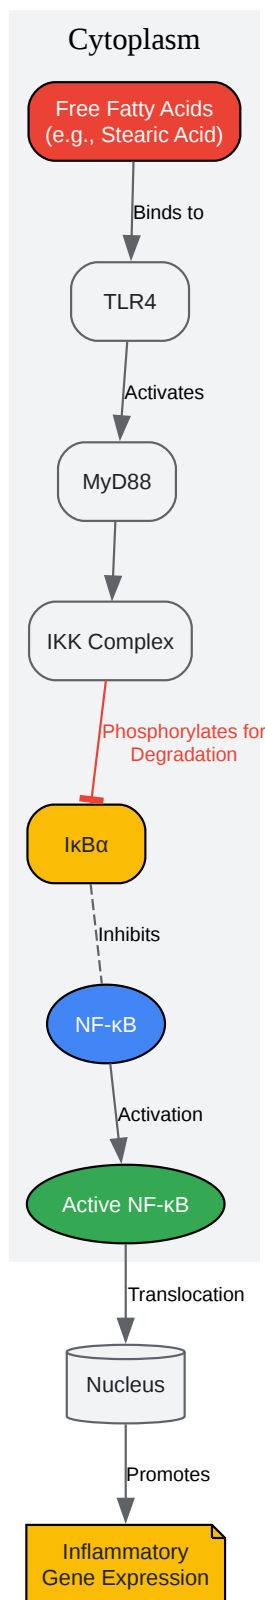 Cytoplasm
Free Fatty Acids
(e.g., Stearic Acid)
Binds to
TLR4
Activates
MyD88
IKK Complex
Phosphorylates for
Degradation
IκBα
Inhibits
NF-κB
Activation
Active NF-κB
Translocation
Nucleus
Promotes
Inflammatory
Gene Expression